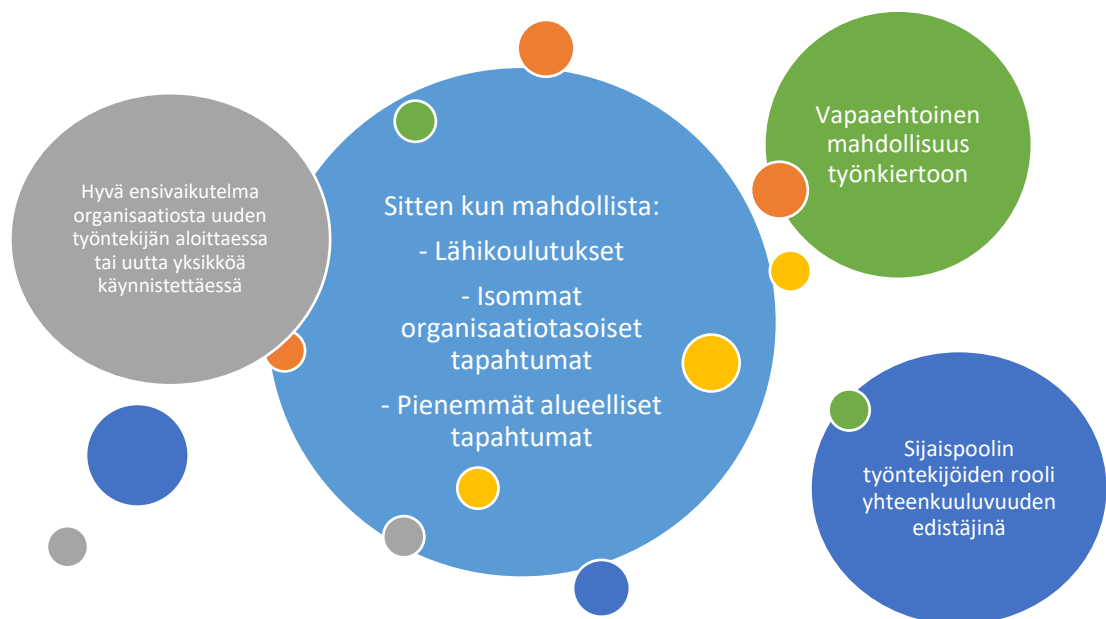 Hyvä ensivaikutelma
organisaatiosta uuden
työntekijän aloittaessa
tai uutta yksikköä
käynnistettäessä
Sitten kun mahdollista:
- Lähikoulutukset
- Isommat
organisaatiotasoiset
tapahtumat
- Pienemmät alueelliset
tapahtumat
Vapaaehtoinen
mahdollisuus
työnkiertoon
Sijaispoolin
työntekijöiden rooli
yhteenkuuluvuuden
edistäjinä